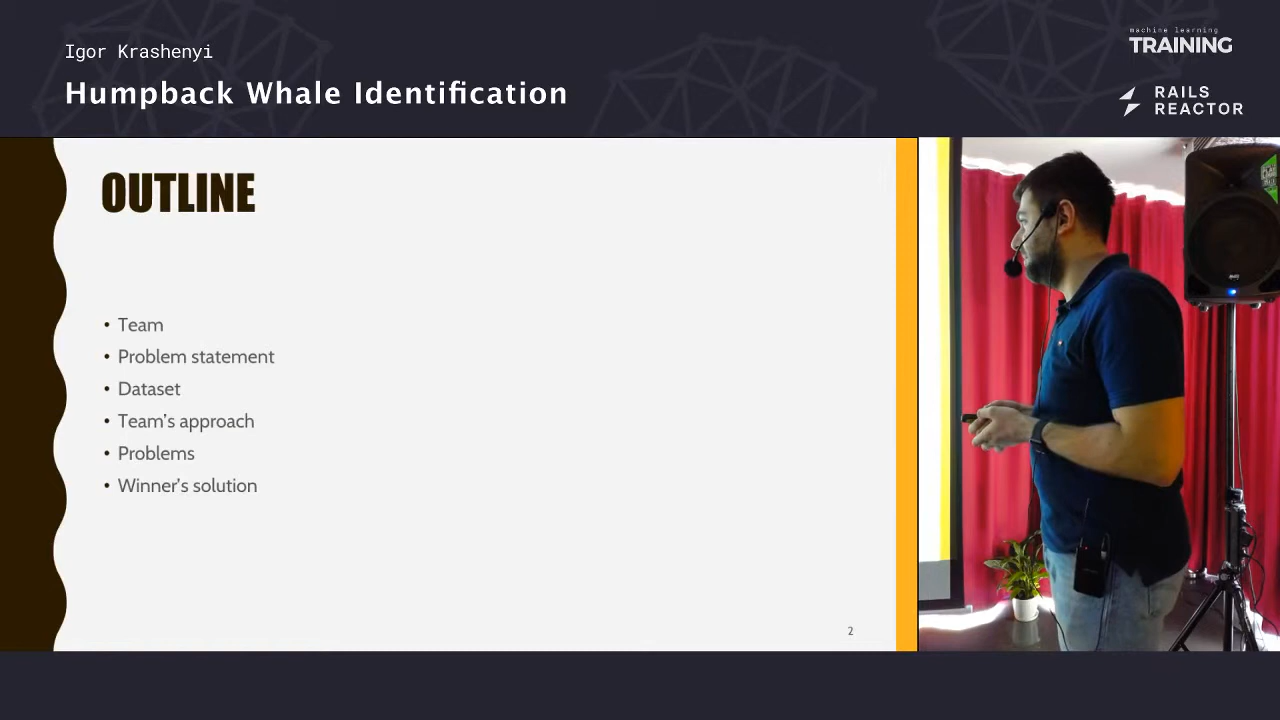 Igor Krashenyi
Humpback Whale Identification
machine learning
TRAINING
RAILS
REACTOR
OUTLINE
• Team
• Problem statement
• Dataset
• Team's approach
• Problems
• Winner's solution
2